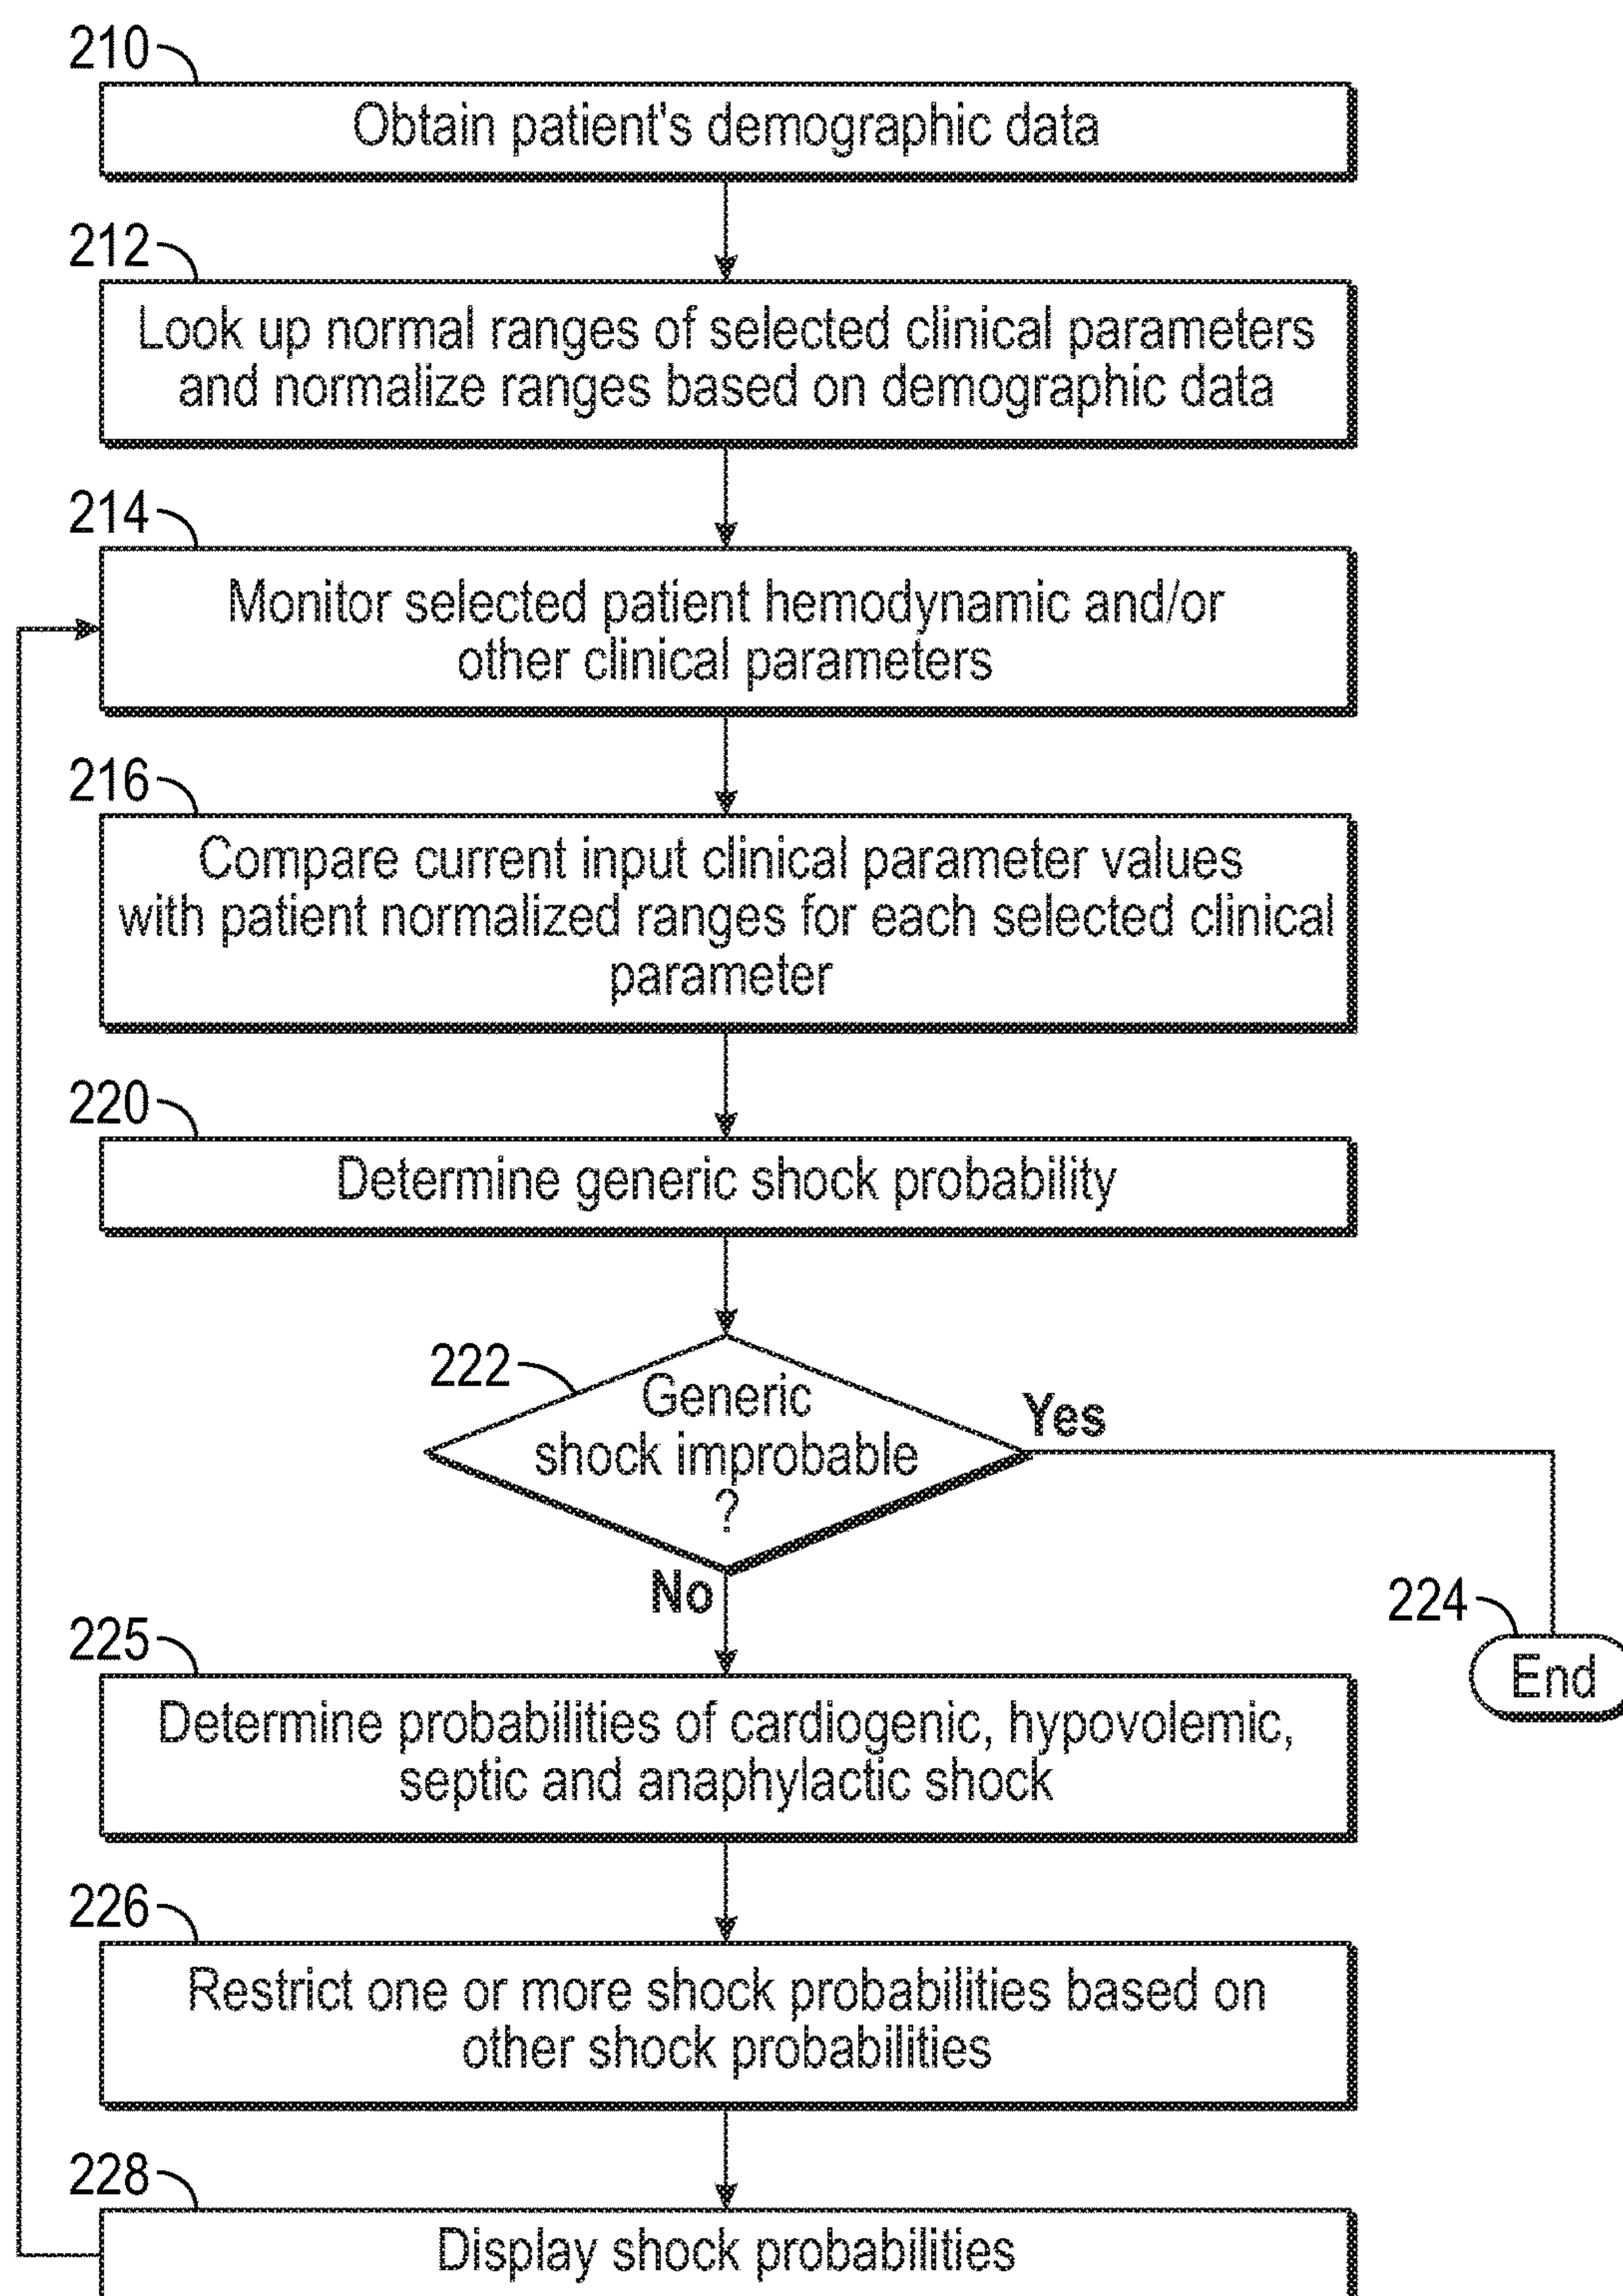 210
Obtain patient's demographic data
212
Look up normal ranges of selected clinical parameters
and normalize ranges based on demographic data
214
Monitor selected patient hemodynamic and/or
other clinical parameters
216
Compare current input clinical parameter values
with patient normalized ranges for each selected clinical
parameter
220
Determine generic shock probability
222
Generic
shock improbable
?
Yes
No
224
End
225
Determine probabilities of cardiogenic, hypovolemic,
septic and anaphylactic shock
226
Restrict one or more shock probabilities based on
other shock probabilities
228
Display shock probabilities